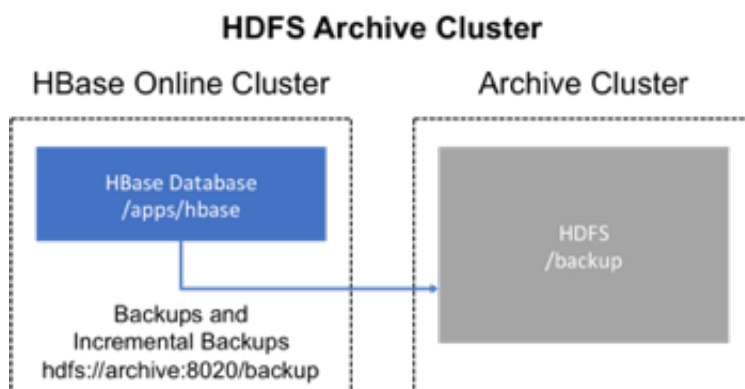 HDFS Archive Cluster
HBase Online Cluster
Archive Cluster
HBase Database
/apps/hbase
HDFS
/backup
Backups and
Incremental Backups
hdfs://archive:8020/backup